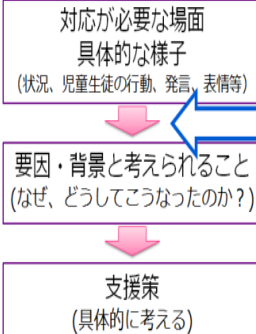 対応が必要な場面
具体的な様子
(状況、児童生徒の行動、発言、表情等)
要因・背景と考えられること
(なぜ、どうしてこうなったのか？)
支援策
(具体的に考える)